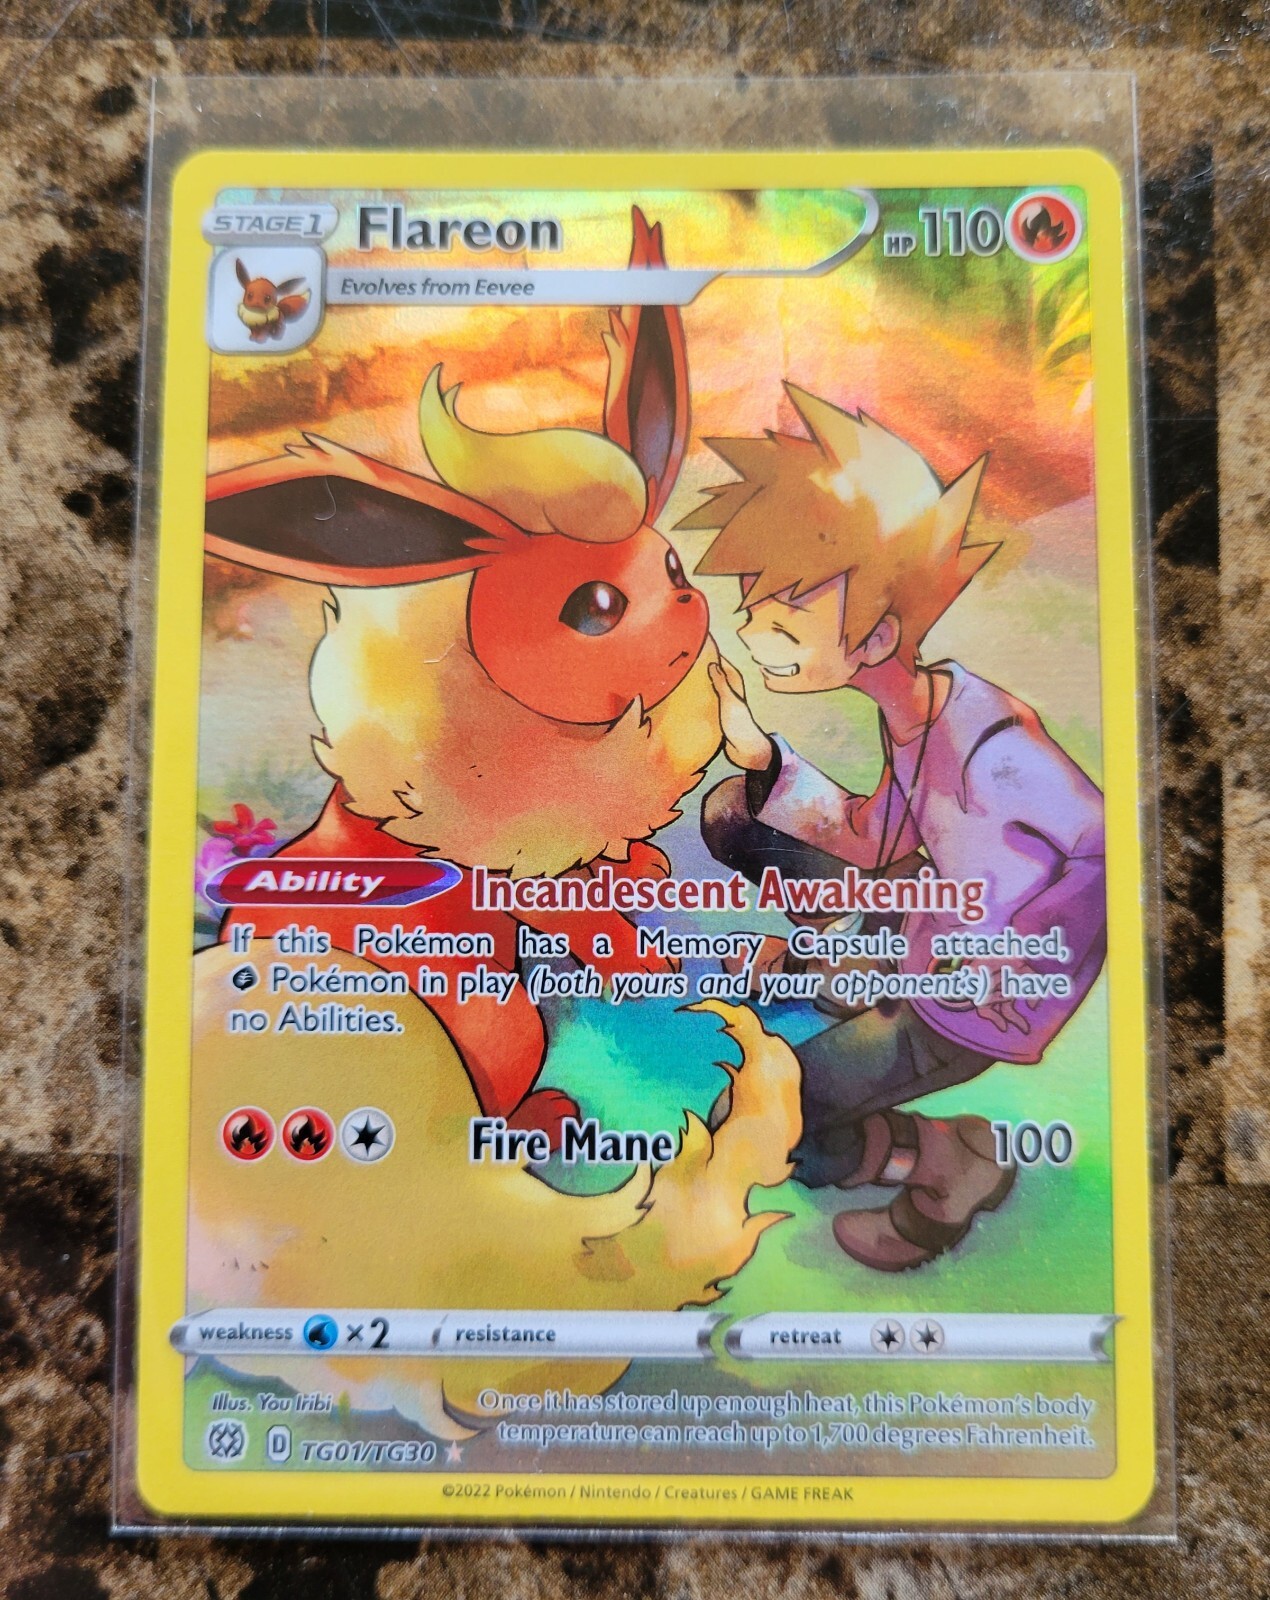 STAGE 1
Flareon
HP 110
Evolves from Eevee
Ability
Incandescent Awakening
If this Pokémon has a Memory Capsule attached,
Pokémon in play (both yours and your opponent's) have
no Abilities.
Fire Mane 100
weakness ×2 resistance retreat
Illus. You Iribi
Once it has stored up enough heat, this Pokémon's body
temperature can reach up to 1,700 degrees Fahrenheit.
D TG01/TG30
©2022 Pokémon / Nintendo / Creatures / GAME FREAK